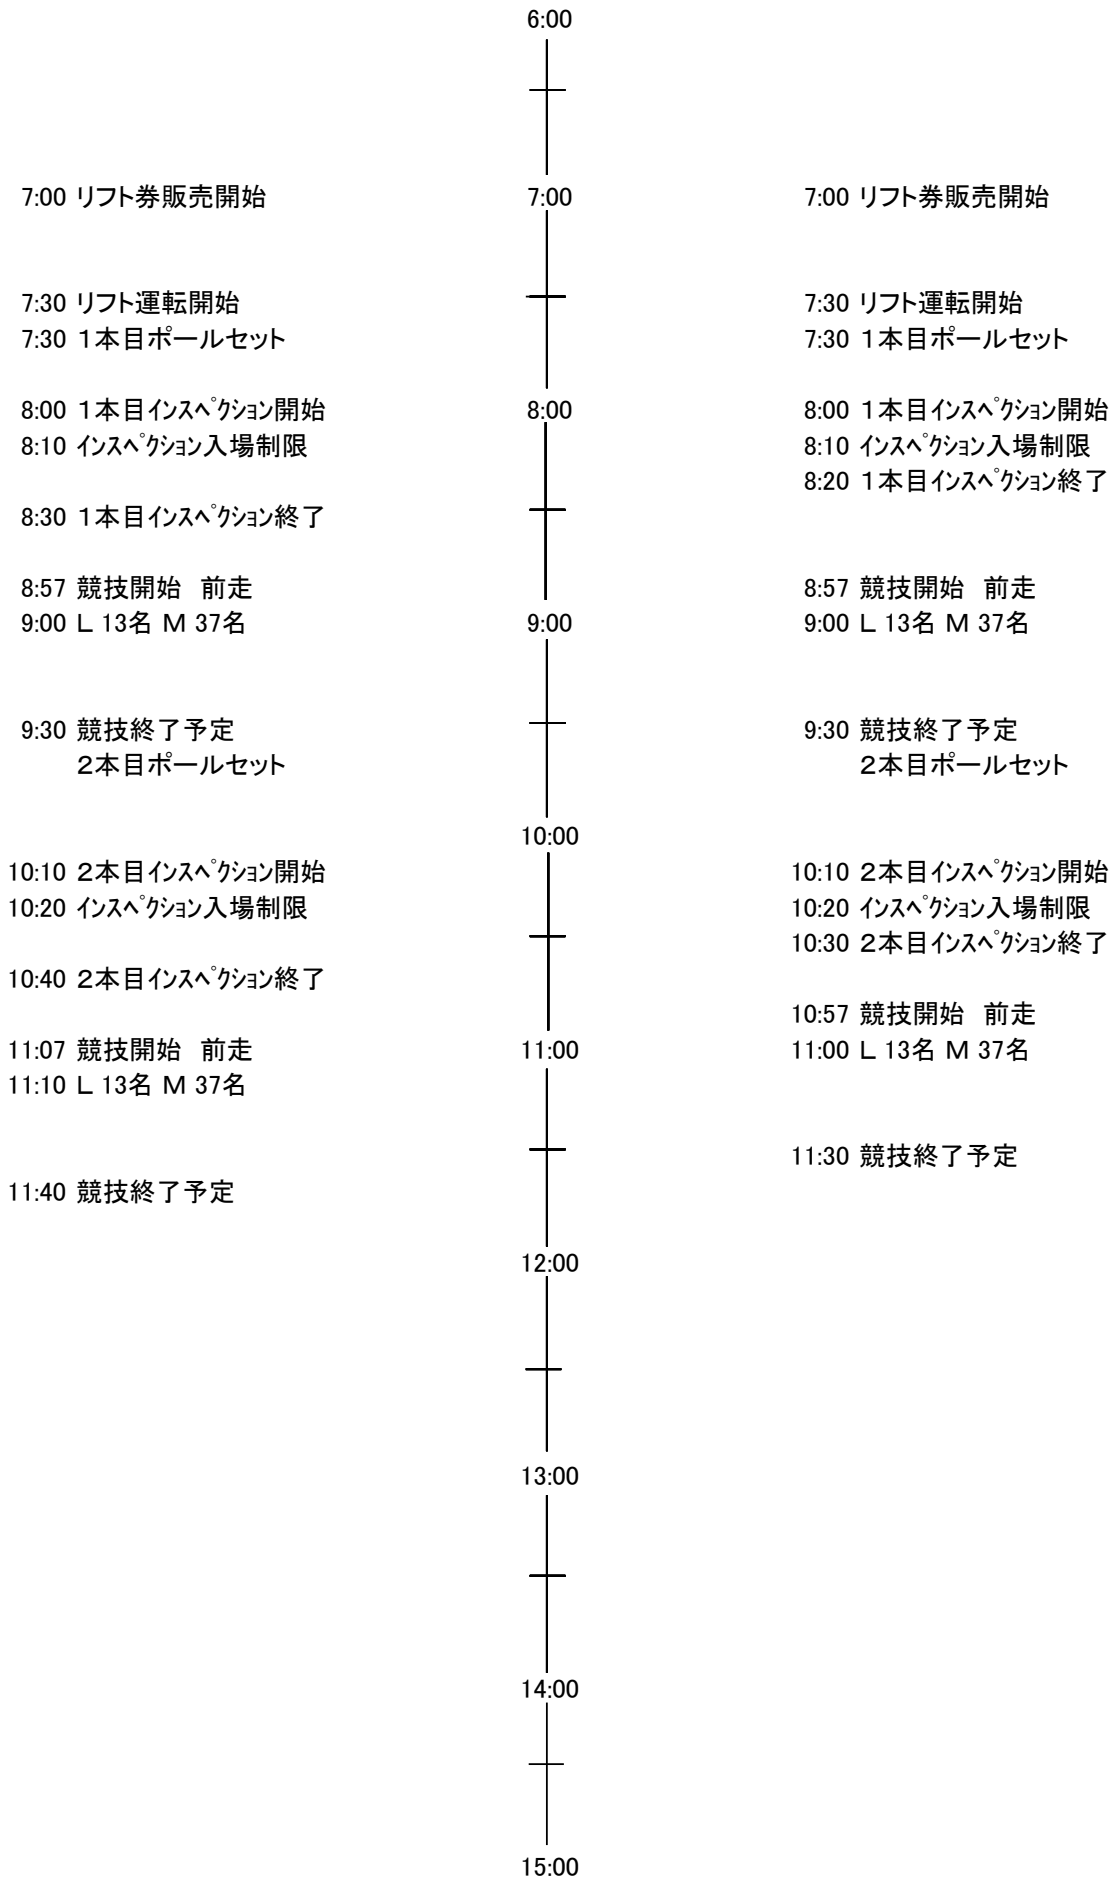 6:00
7:00 リフト券販売開始 7:00 7:00 リフト券販売開始
7:30 リフト運転開始 7:30 リフト運転開始
7:30 １本目ポールセット 7:30 １本目ポールセット
8:00 １本目ｲﾝｽﾍﾟｸｼｮﾝ開始 8:00 8:00 １本目ｲﾝｽﾍﾟｸｼｮﾝ開始
8:10 ｲﾝｽﾍﾟｸｼｮﾝ入場制限 8:10 ｲﾝｽﾍﾟｸｼｮﾝ入場制限
8:20 １本目ｲﾝｽﾍﾟｸｼｮﾝ終了
8:30 １本目ｲﾝｽﾍﾟｸｼｮﾝ終了
8:57 競技開始　前走 8:57 競技開始　前走
9:00 Ｌ 13名 Ｍ 37名 9:00 9:00 Ｌ 13名 Ｍ 37名
9:30 競技終了予定 9:30 競技終了予定
２本目ポールセット ２本目ポールセット
10:00
10:10 ２本目ｲﾝｽﾍﾟｸｼｮﾝ開始 10:10 ２本目ｲﾝｽﾍﾟｸｼｮﾝ開始
10:20 ｲﾝｽﾍﾟｸｼｮﾝ入場制限 10:20 ｲﾝｽﾍﾟｸｼｮﾝ入場制限
10:30 ２本目ｲﾝｽﾍﾟｸｼｮﾝ終了
10:40 ２本目ｲﾝｽﾍﾟｸｼｮﾝ終了
10:57 競技開始　前走
11:07 競技開始　前走 11:00 11:00 Ｌ 13名 Ｍ 37名
11:10 Ｌ 13名 Ｍ 37名
11:30 競技終了予定
11:40 競技終了予定
12:00
13:00
14:00
15:00